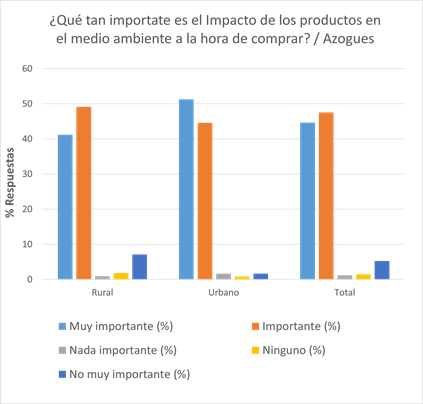 ¿Qué tan importate es el Impacto de los productos en
el medio ambiente a la hora de comprar? / Azogues
% Respuestas
60
50
40
30
20
10
0
Rural Urbano Total
Muy importante (%) Importante (%)
Nada importante (%) Ninguno (%)
No muy importante (%)